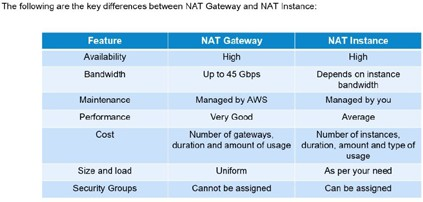 The following are the key differences between NAT Gateway and NAT Instance:
Feature NAT Gateway NAT Instance
Availability High High
Bandwidth Up to 45 Gbps Depends on instance
bandwidth
Maintenance Managed by AWS Managed by you
Performance Very Good Average
Cost Number of gateways, Number of instances,
duration and amount of usage duration, amount and type of
usage
Size and load Uniform As per your need
Security Groups Cannot be assigned Can be assigned